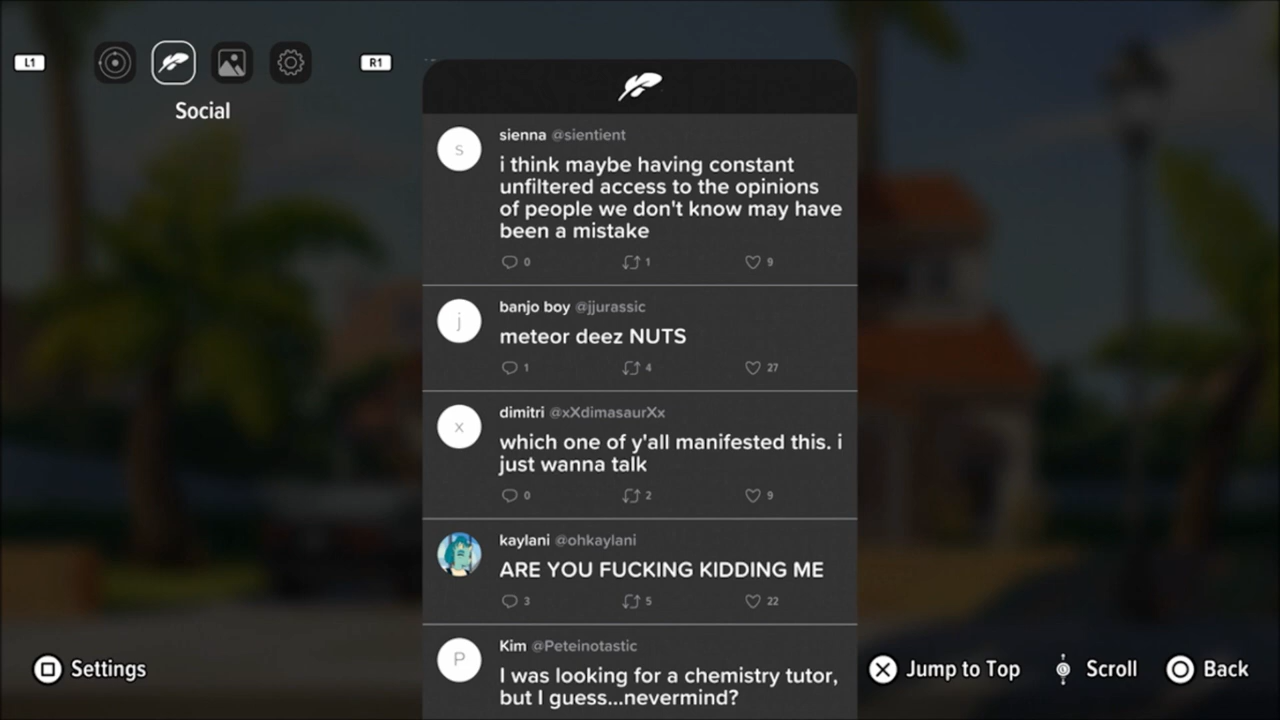 L1
R1
Social
sienna @sientient
s
i think maybe having constant
unfiltered access to the opinions
of people we don't know may have
been a mistake
0 1 9
banjo boy @jjurassic
j
meteor deez NUTS
1 4 27
dimitri @xXdimasaurXx
x
which one of y'all manifested this. i
just wanna talk
0 2 9
kaylani @ohkaylani
ARE YOU FUCKING KIDDING ME
3 5 22
Kim @Peteinotastic
P
I was looking for a chemistry tutor,
but I guess...nevermind?
Settings
Jump to Top
Scroll
Back